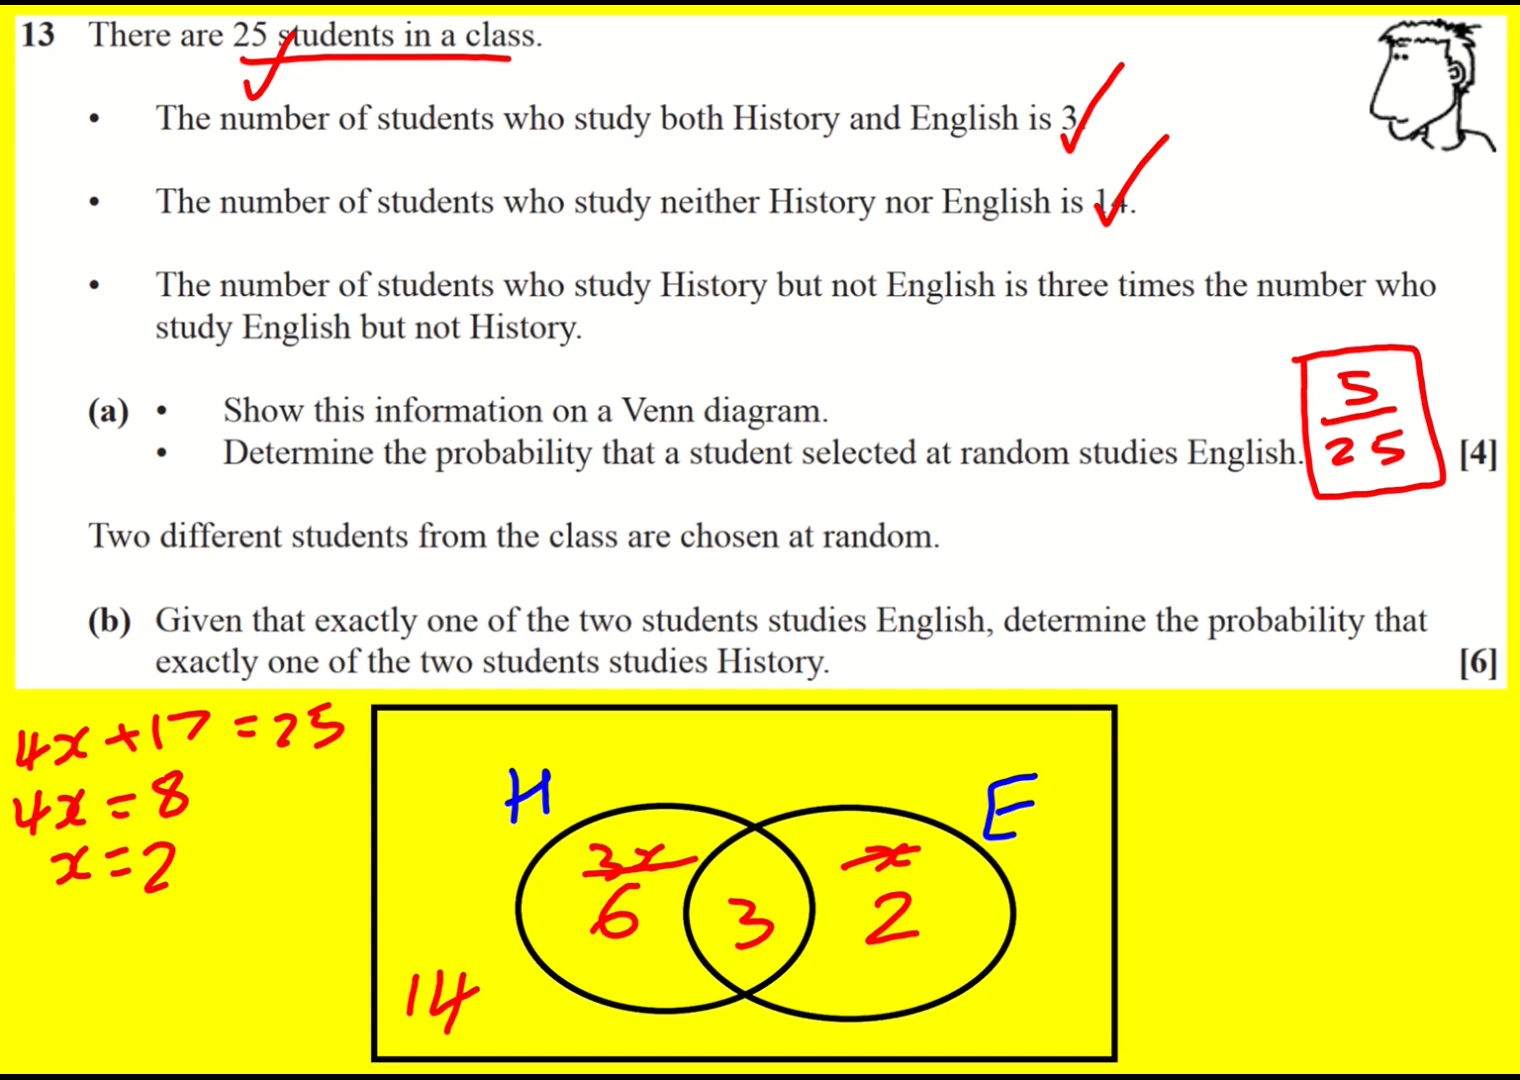 13 There are 25 students in a class.
• The number of students who study both History and English is 3.
• The number of students who study neither History nor English is 14.
• The number of students who study History but not English is three times the number who
study English but not History.
(a) • Show this information on a Venn diagram.
• Determine the probability that a student selected at random studies English. [4]
5
25
Two different students from the class are chosen at random.
(b) Given that exactly one of the two students studies English, determine the probability that
exactly one of the two students studies History. [6]
4x + 17 = 25
4x = 8
x = 2
H E
3x x
6 3 2
14